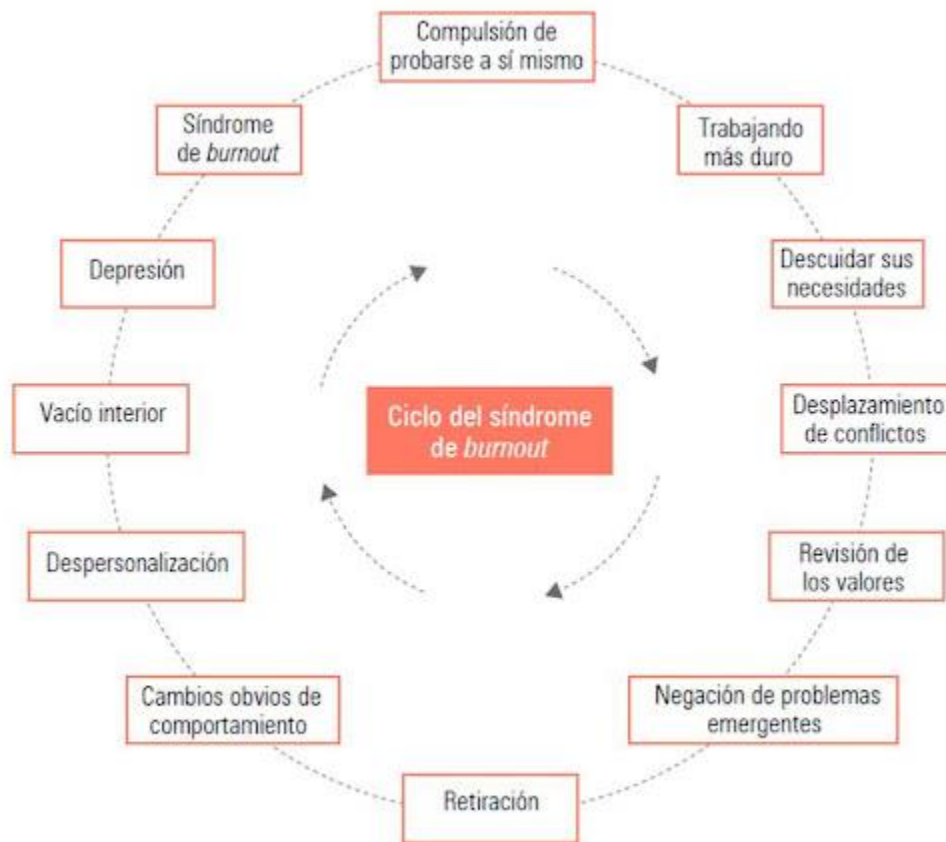 Compulsión de
probarse a sí mismo
Trabajando
más duro
Descuidar sus
necesidades
Desplazamiento
de conflictos
Revisión de
los valores
Negación de problemas
emergentes
Retiración
Cambios obvios de
comportamiento
Despersonalización
Vacío interior
Depresión
Síndrome
de burnout
Ciclo del síndrome
de burnout